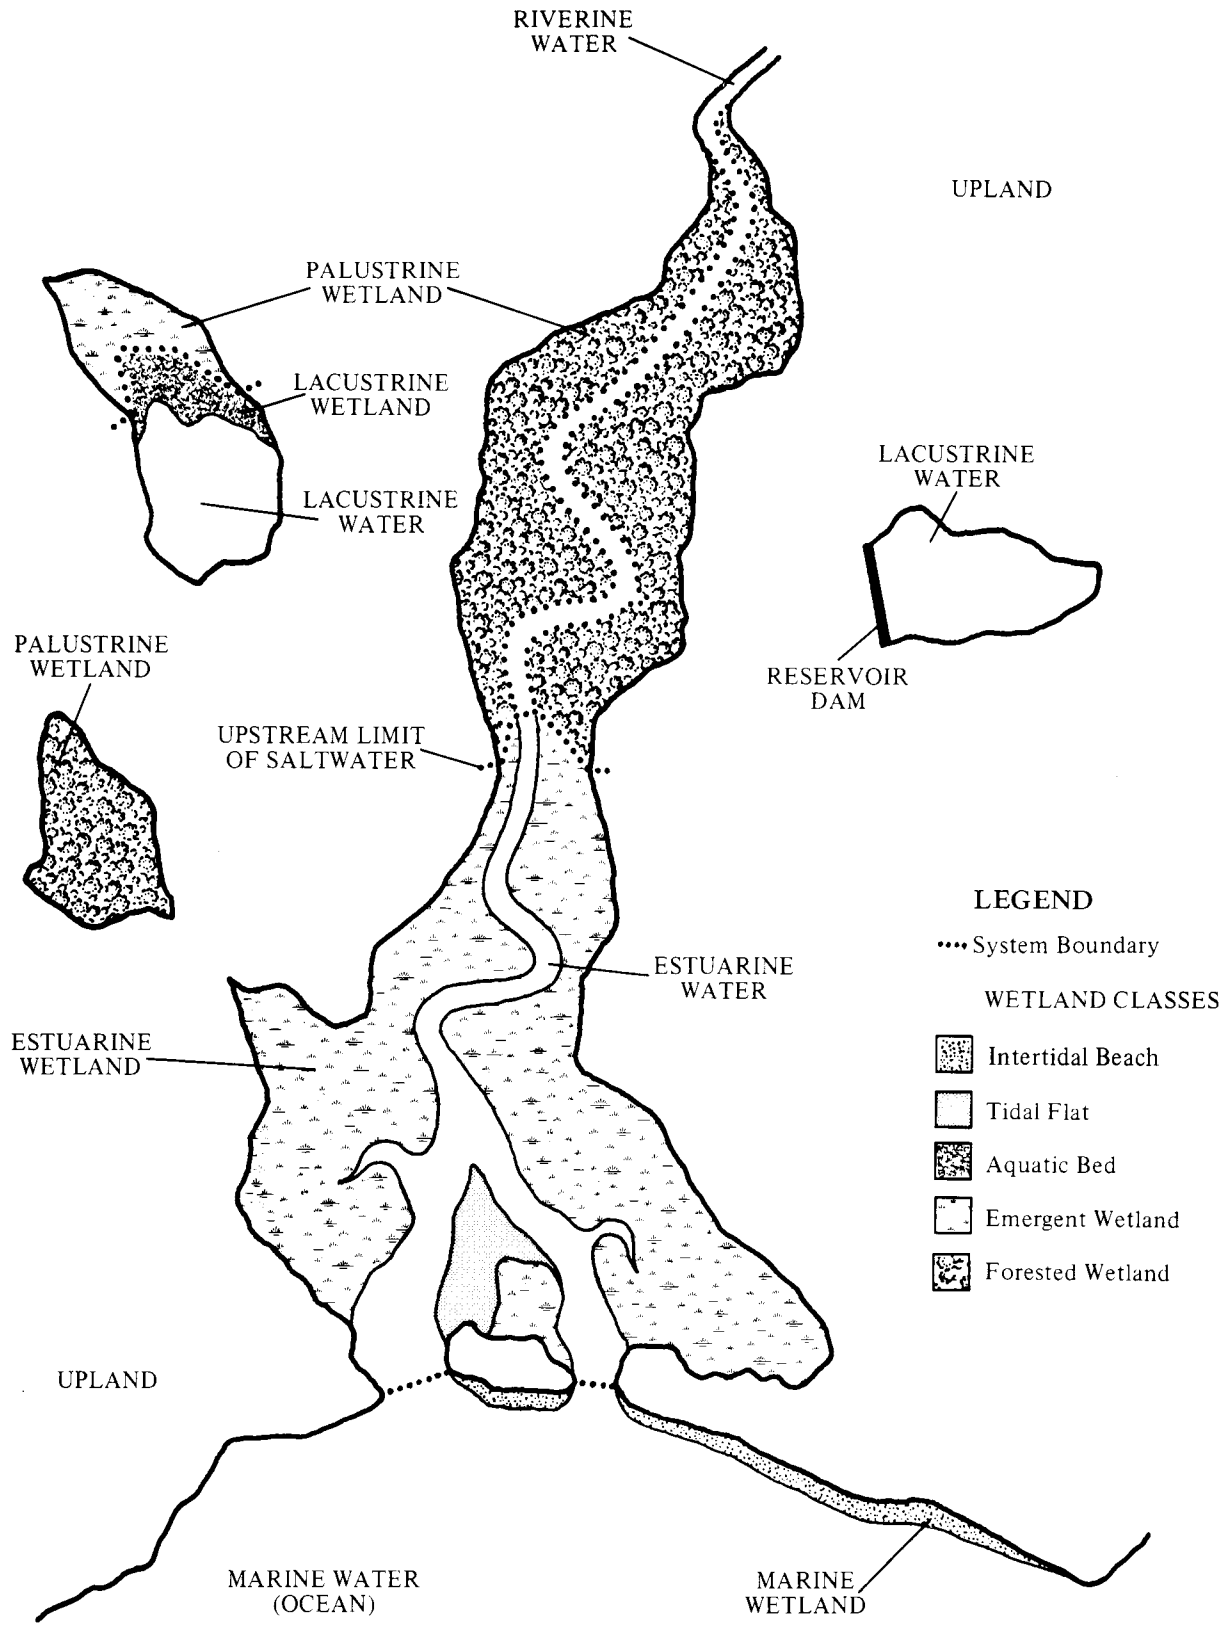 RIVERINE
WATER
UPLAND
PALUSTRINE
WETLAND
LACUSTRINE
WETLAND
LACUSTRINE
WATER
LACUSTRINE
WATER
RESERVOIR
DAM
PALUSTRINE
WETLAND
UPSTREAM LIMIT
OF SALTWATER
LEGEND
System Boundary
WETLAND CLASSES
Intertidal Beach
Tidal Flat
Aquatic Bed
Emergent Wetland
Forested Wetland
ESTUARINE
WATER
ESTUARINE
WETLAND
UPLAND
MARINE WATER
(OCEAN)
MARINE
WETLAND